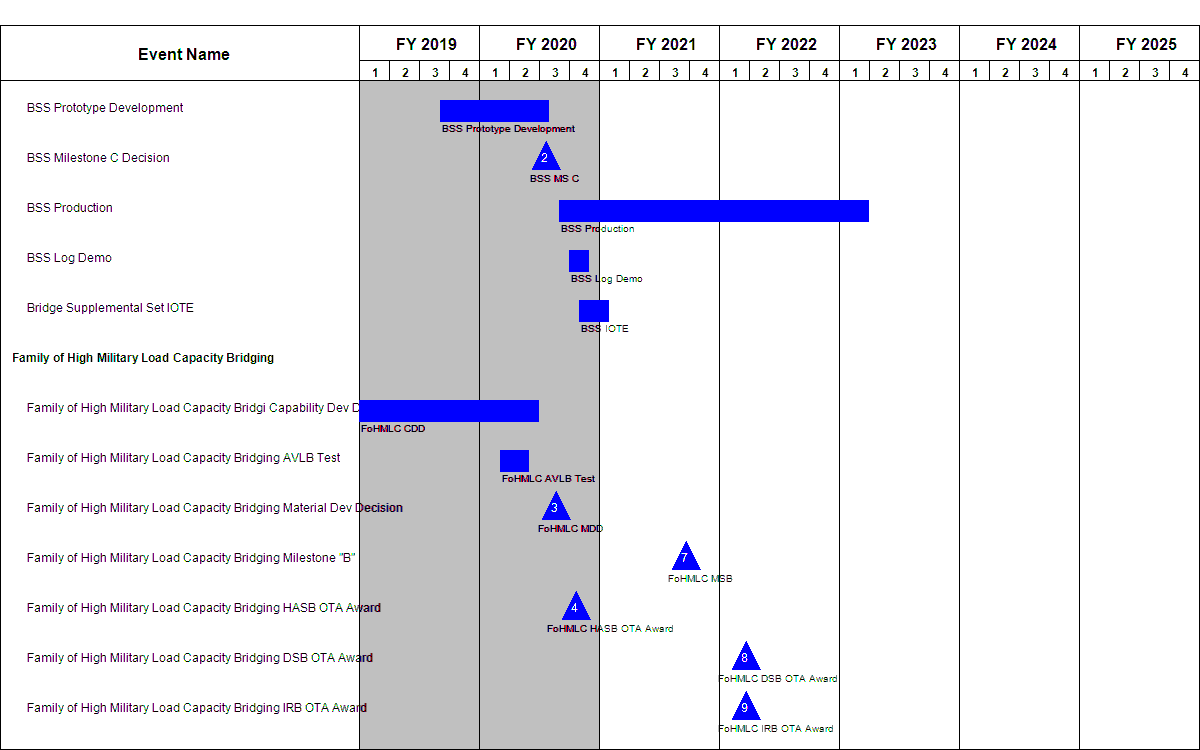 Event Name
FY 2019 FY 2020 FY 2021 FY 2022 FY 2023 FY 2024 FY 2025
1 2 3 4 1 2 3 4 1 2 3 4 1 2 3 4 1 2 3 4 1 2 3 4 1 2 3 4
BSS Prototype Development
BSS Prototype Development
BSS Milestone C Decision
2
BSS MS C
BSS Production
BSS Production
BSS Log Demo
BSS Log Demo
Bridge Supplemental Set IOTE
BSS IOTE
Family of High Military Load Capacity Bridging
Family of High Military Load Capacity Bridgi Capability Dev D
FoHMLC CDD
Family of High Military Load Capacity Bridging AVLB Test
FoHMLC AVLB Test
Family of High Military Load Capacity Bridging Material Dev Decision
3
FoHMLC MDD
Family of High Military Load Capacity Bridging Milestone "B"
7
FoHMLC MSB
Family of High Military Load Capacity Bridging HASB OTA Award
4
FoHMLC HASB OTA Award
Family of High Military Load Capacity Bridging DSB OTA Award
8
FoHMLC DSB OTA Award
Family of High Military Load Capacity Bridging IRB OTA Award
9
FoHMLC IRB OTA Award